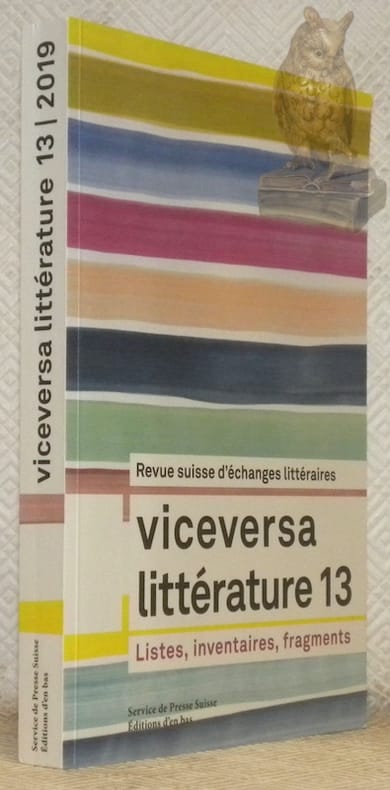 viceversa littérature 13 | 2019
Service de Presse Suisse
Éditions d'en bas
Revue suisse d'échanges littéraires
viceversa
littérature 13
Listes, inventaires, fragments
Service de Presse Suisse
Éditions d'en bas